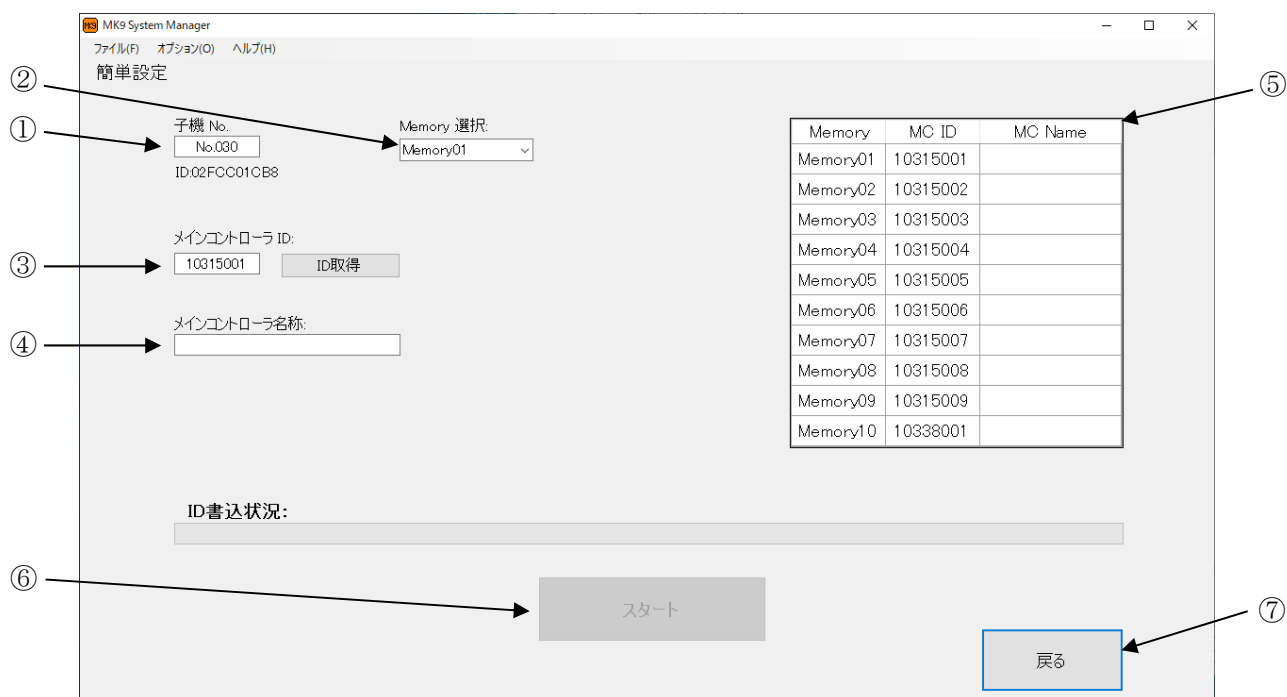 MK9 MK9 System Manager
ファイル(F) オプション(O) ヘルプ(H)
簡単設定
②
⑤
①
子機 No.
No.030
ID:02FCC01CB8
Memory 選択:
Memory01
Memory MC ID MC Name
Memory01 10315001
Memory02 10315002
Memory03 10315003
Memory04 10315004
Memory05 10315005
Memory06 10315006
Memory07 10315007
Memory08 10315008
Memory09 10315009
Memory10 10338001
③
メインコントローラ ID:
10315001 ID取得
④
メインコントローラ名称:
ID書込状況:
⑥
スタート
⑦
戻る